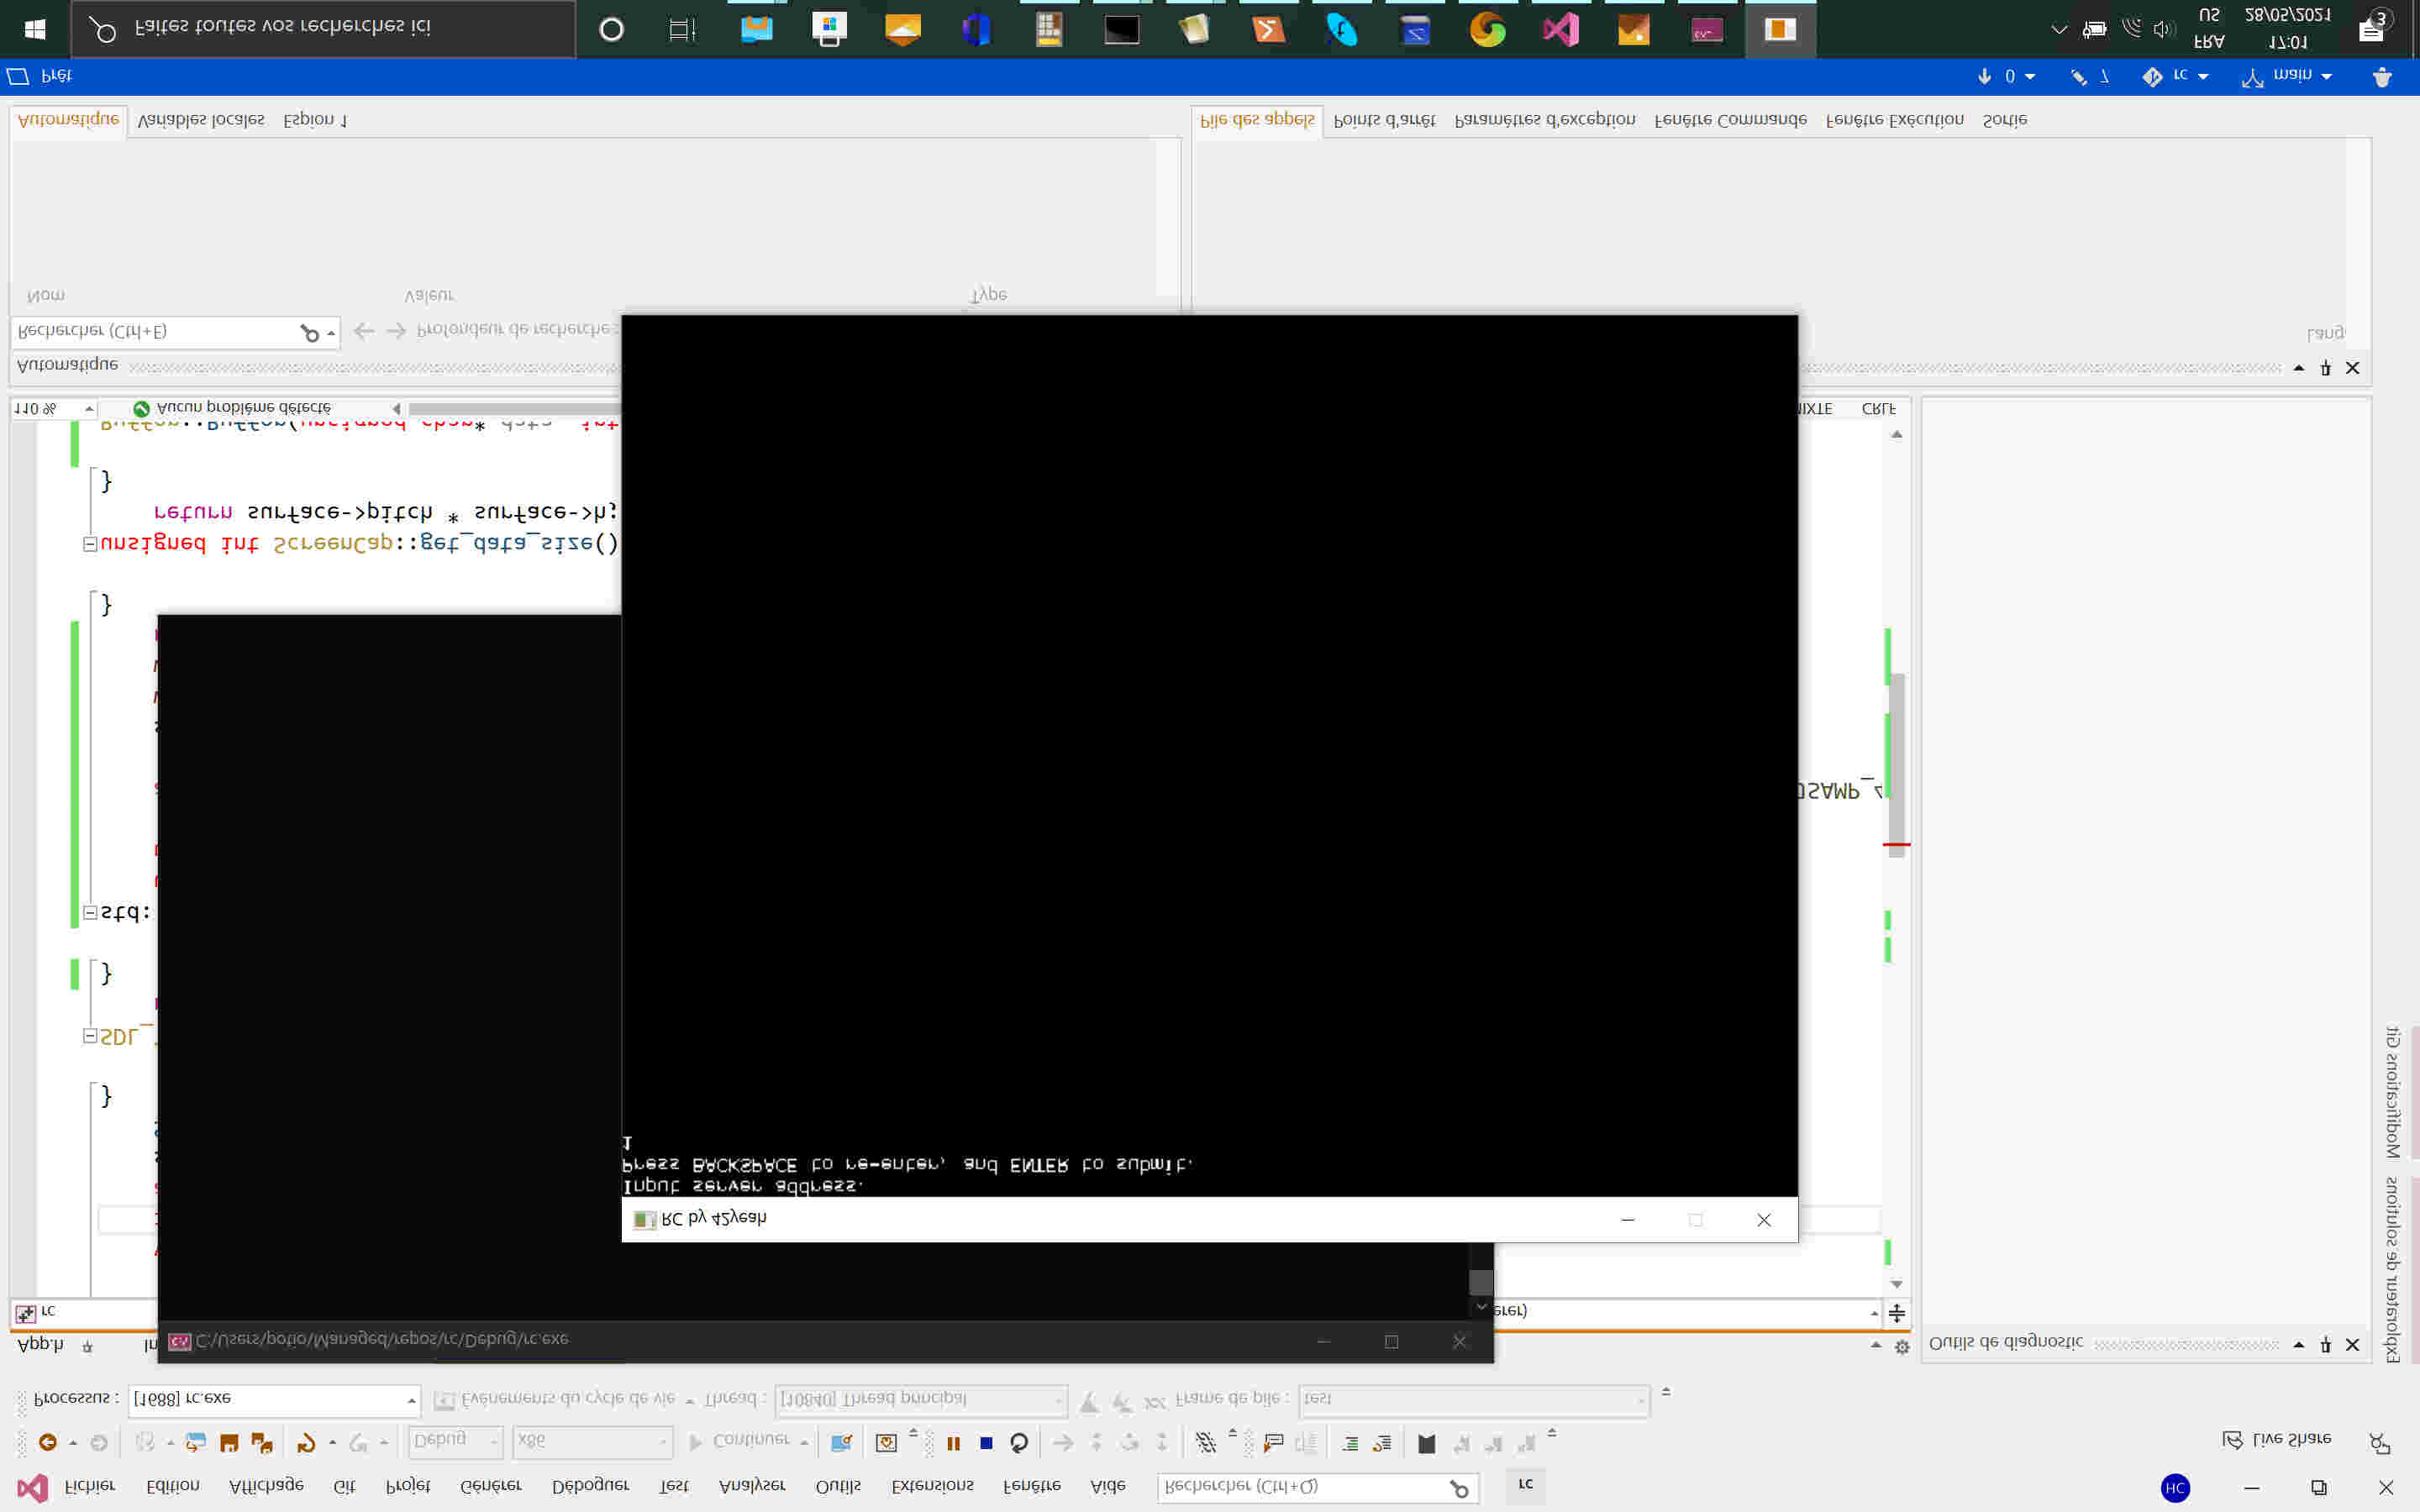 Fichier Edition Affichage Git Projet Générer Déboguer Test Analyser Outils Extensions Fenêtre Aide Rechercher (Ctrl+Q) rc HC
Debug x86 Continuer Live Share
Processus : [1688] rc.exe Événements du cycle de vie Thread : [10840] Thread principal Frame de pile : test
App.h In
C:\Users\potio\Managed\repos\rc\Debug\rc.exe
Outils de diagnostic
Explorateur de solutions
Modifications Git
rc
érer)
RC by 42yeah
Input server address.
Press BACKSPACE to re-enter, and ENTER to submit.
1
}
SDL_
}
std:
USAMP_4
}
unsigned int ScreenCap::get_data_size()
return surface->pitch * surface->h;
}
Buffon::Buffon(unsigned char* data, int
110 % Aucun problème détecté
MIXTE CRLF
Automatique
Rechercher (Ctrl+E) Profondeur de recherche :
Nom Valeur Type
Lang
Automatique Variables locales Espion 1
Pile des appels Points d'arrêt Paramètres d'exception Fenêtre Commande Fenêtre Exécution Sortie
Prêt
0 7 rc main
Faites toutes vos recherches ici
FRA
US
17:01
28/05/2021
3